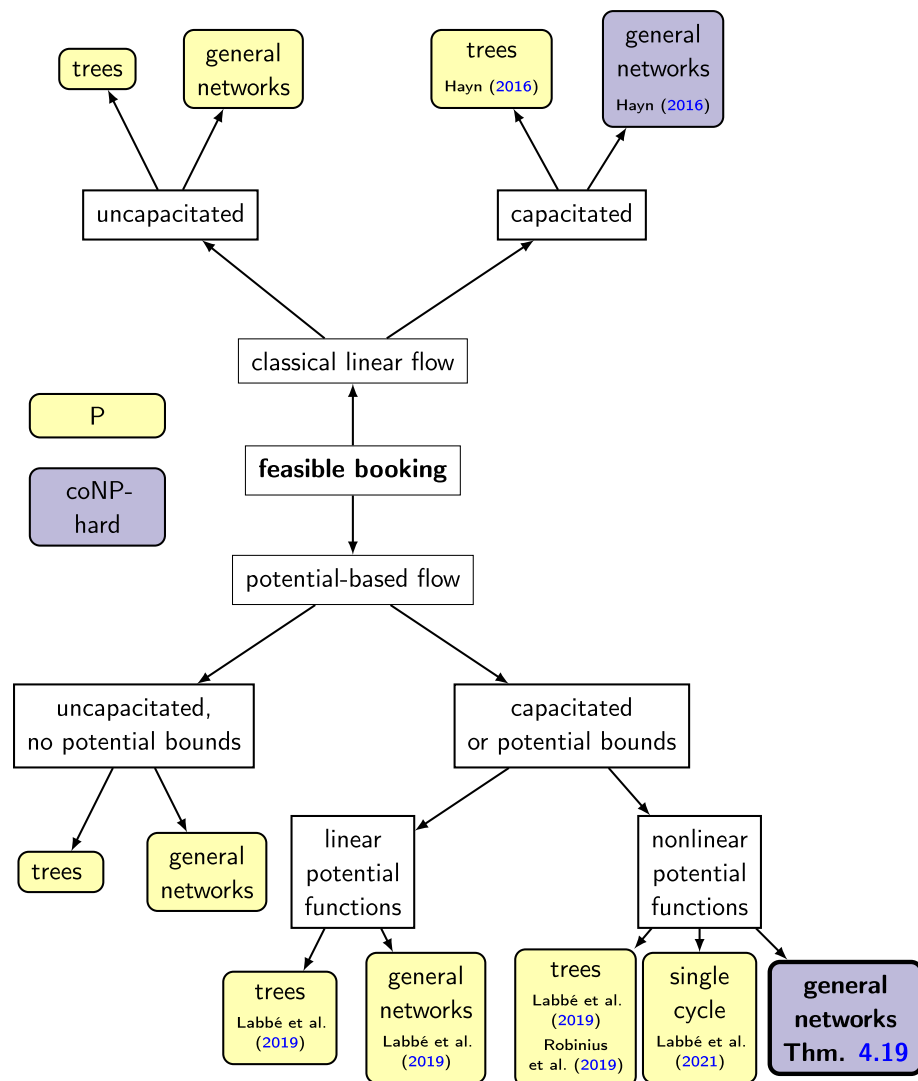 trees
general
networks
trees
Hayn (2016)
general
networks
Hayn (2016)
uncapacitated
capacitated
classical linear flow
P
feasible booking
coNP-
hard
potential-based flow
uncapacitated,
no potential bounds
capacitated
or potential bounds
trees
general
networks
linear
potential
functions
nonlinear
potential
functions
trees
Labbé et al.
(2019)
general
networks
Labbé et al.
(2019)
trees
Labbé et al.
(2019)
Robinius
et al. (2019)
single
cycle
Labbé et al.
(2021)
general
networks
Thm. 4.19